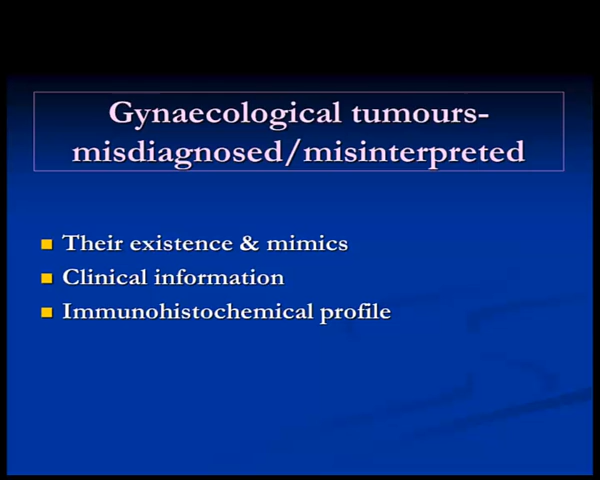 Gynaecological tumours-
misdiagnosed/misinterpreted
Their existence & mimics
Clinical information
Immunohistochemical profile